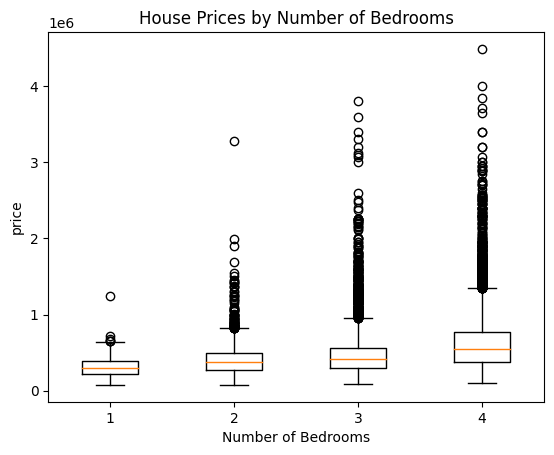 House Prices by Number of Bedrooms
1e6
4
3
2
1
0
price
1 2 3 4
Number of Bedrooms